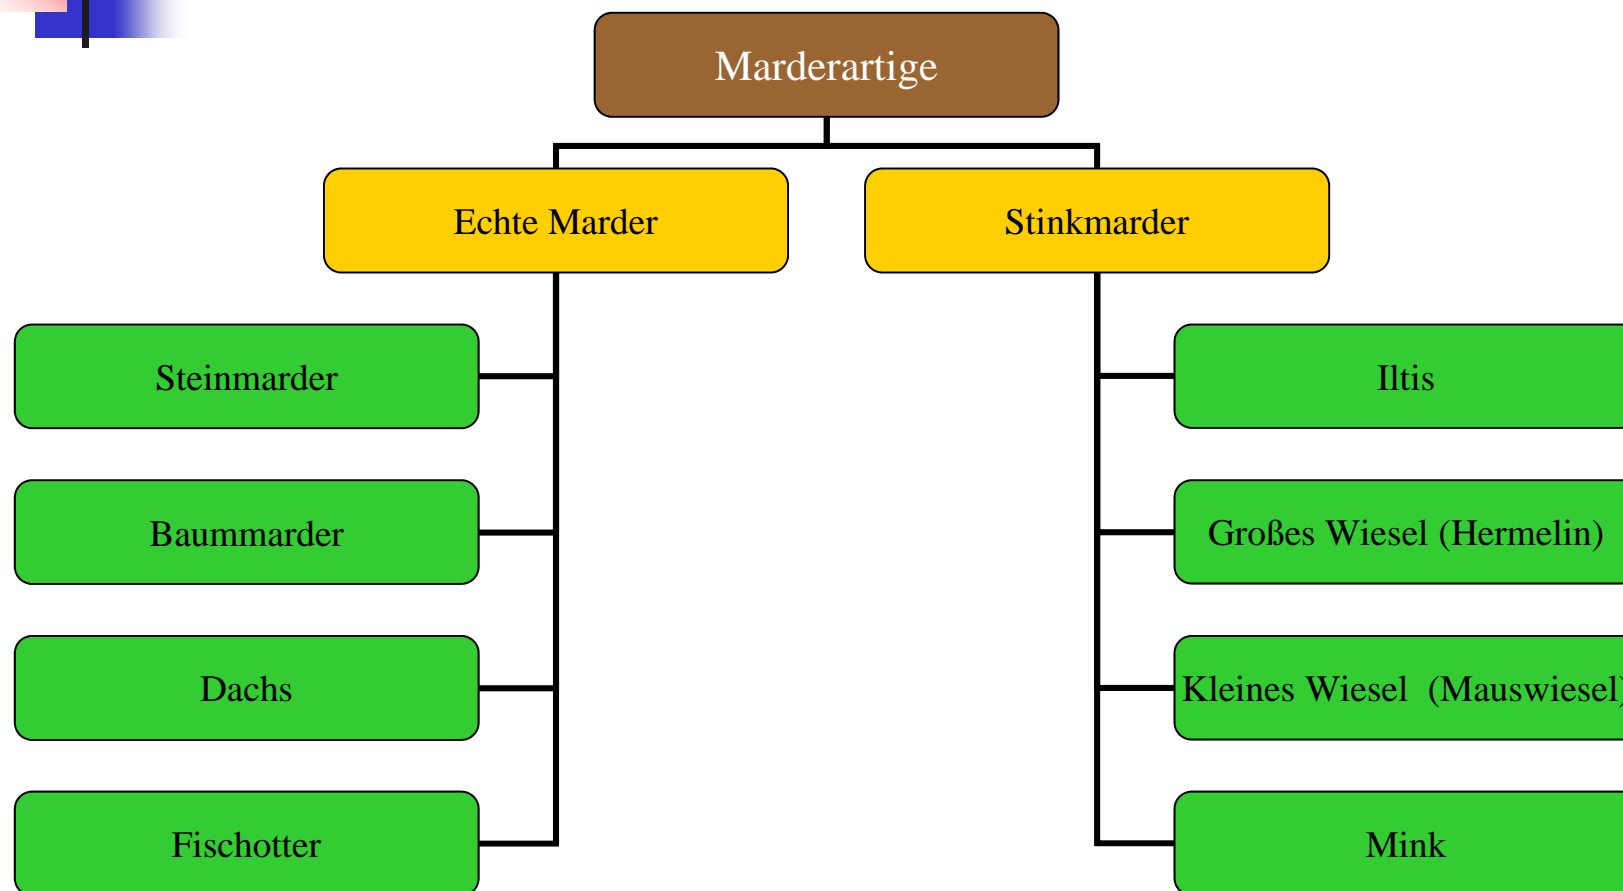 Marderartige
Echte Marder
Stinkmarder
Steinmarder
Iltis
Baummarder
Großes Wiesel (Hermelin)
Dachs
Kleines Wiesel (Mauswiesel)
Fischotter
Mink